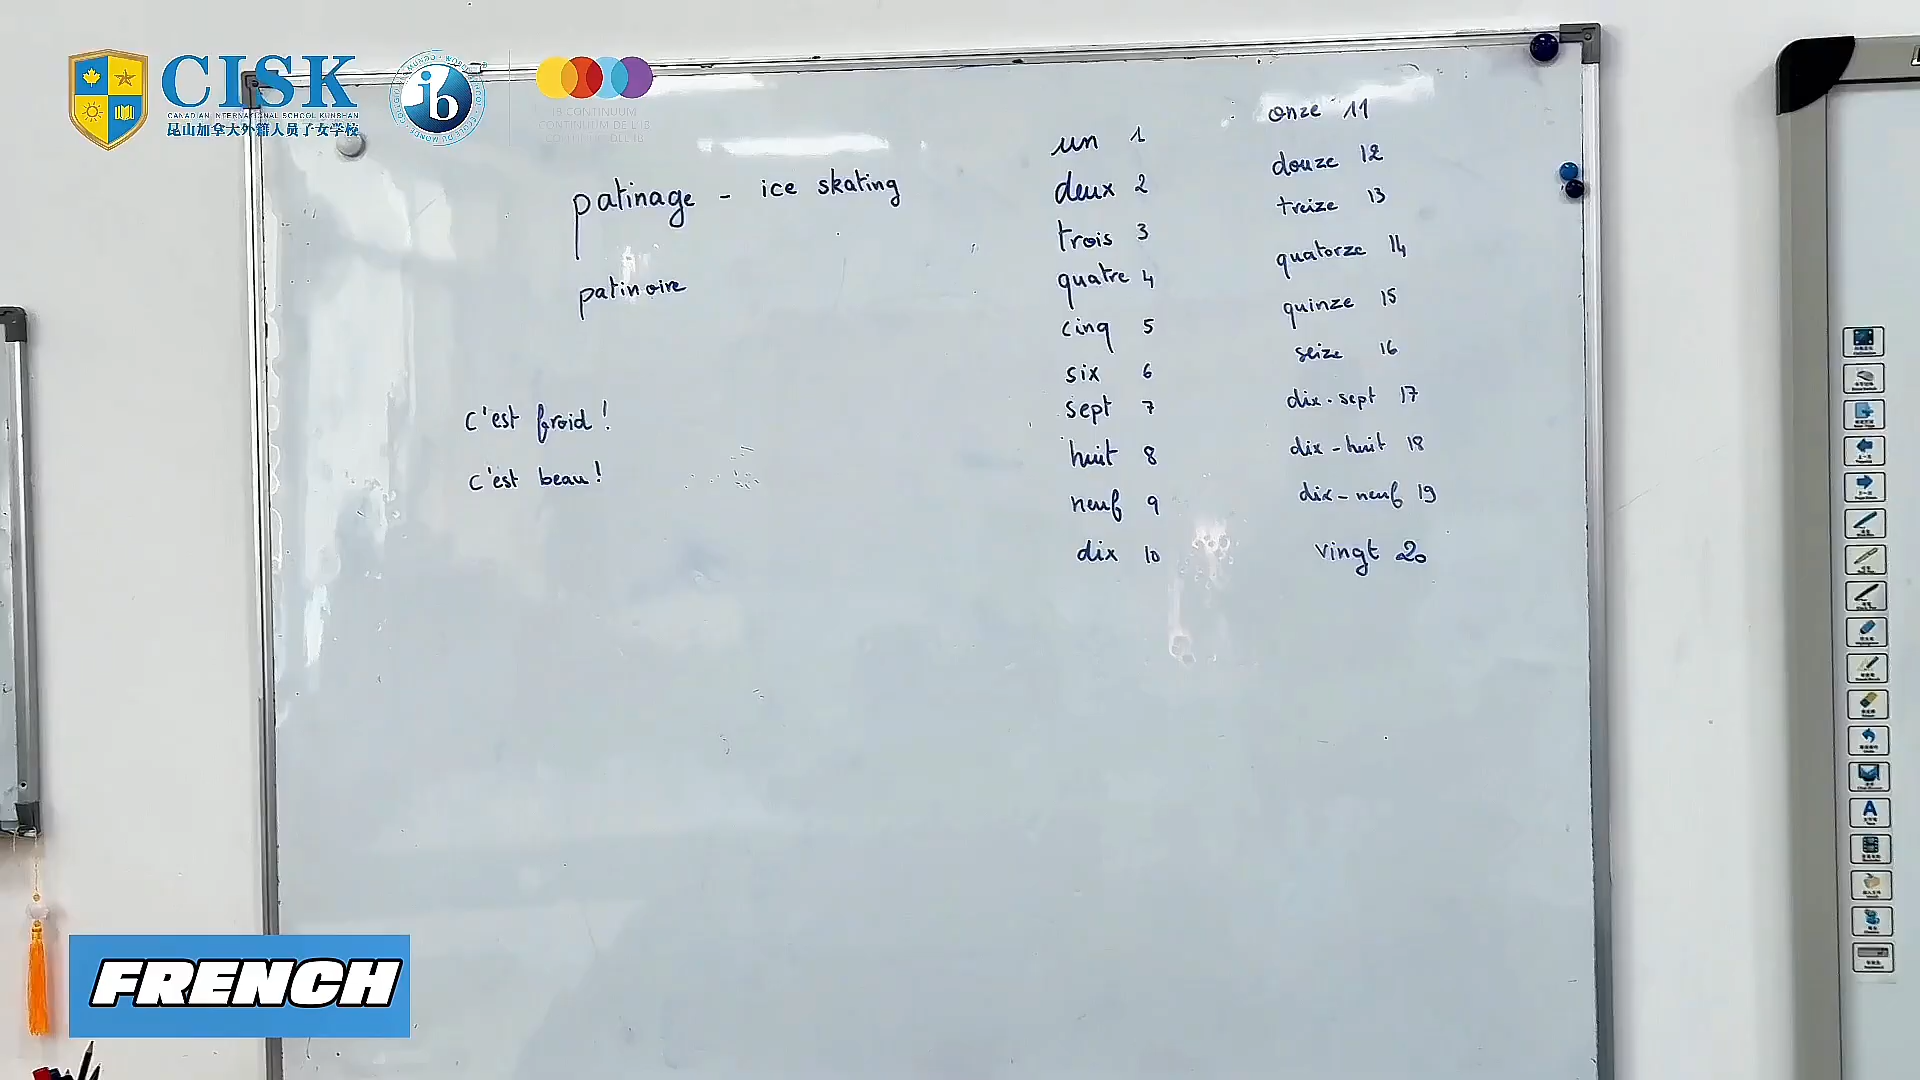 CISK
CANADIAN INTERNATIONAL SCHOOL KUNSHAN
昆山加拿大外籍人员子女学校
ib
IB CONTINUUM
CONTINUUM DE L'IB
patinage - ice skating
patinoire
c'est froid !
c'est beau !
un 1
deux 2
trois 3
quatre 4
cinq 5
six 6
sept 7
huit 8
neuf 9
dix 10
onze 11
douze 12
treize 13
quatorze 14
quinze 15
seize 16
dix-sept 17
dix-huit 18
dix-neuf 19
vingt 20
FRENCH